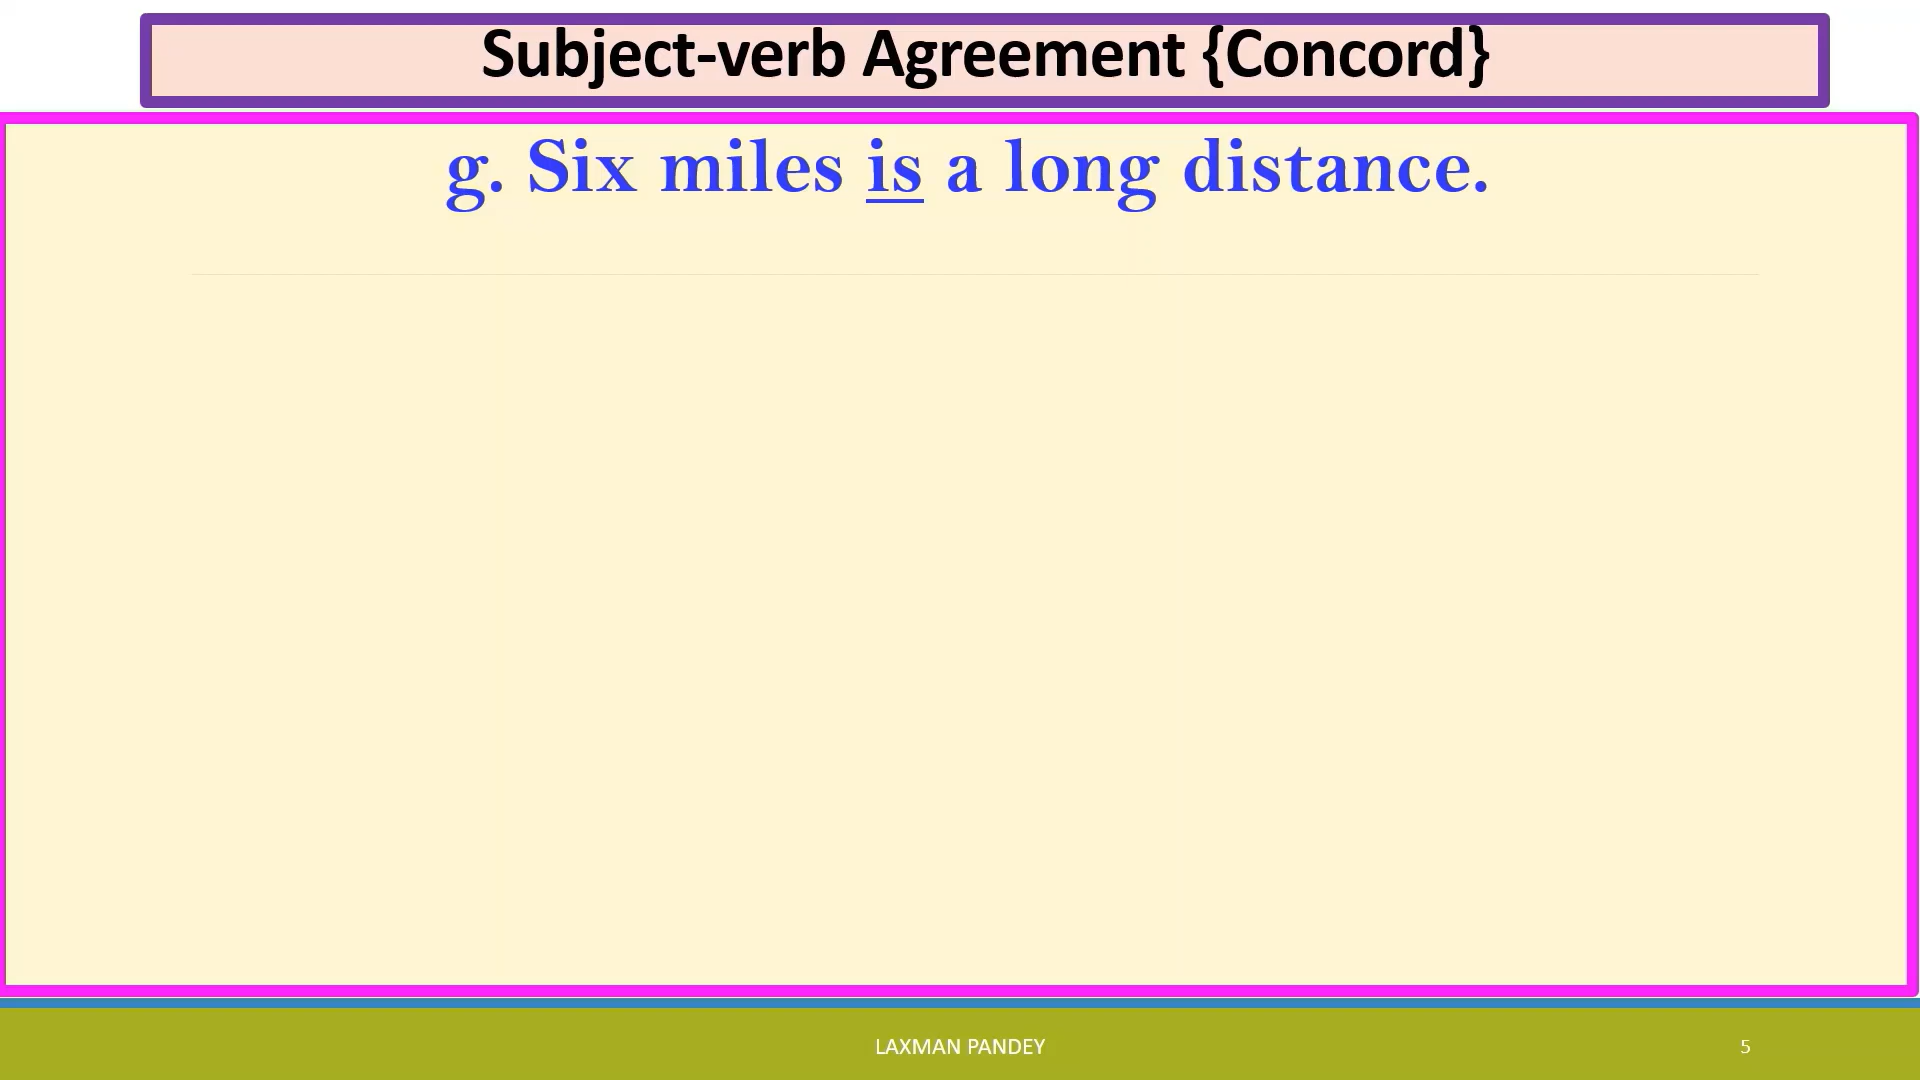 Subject-verb Agreement {Concord}
g. Six miles is a long distance.
LAXMAN PANDEY
5